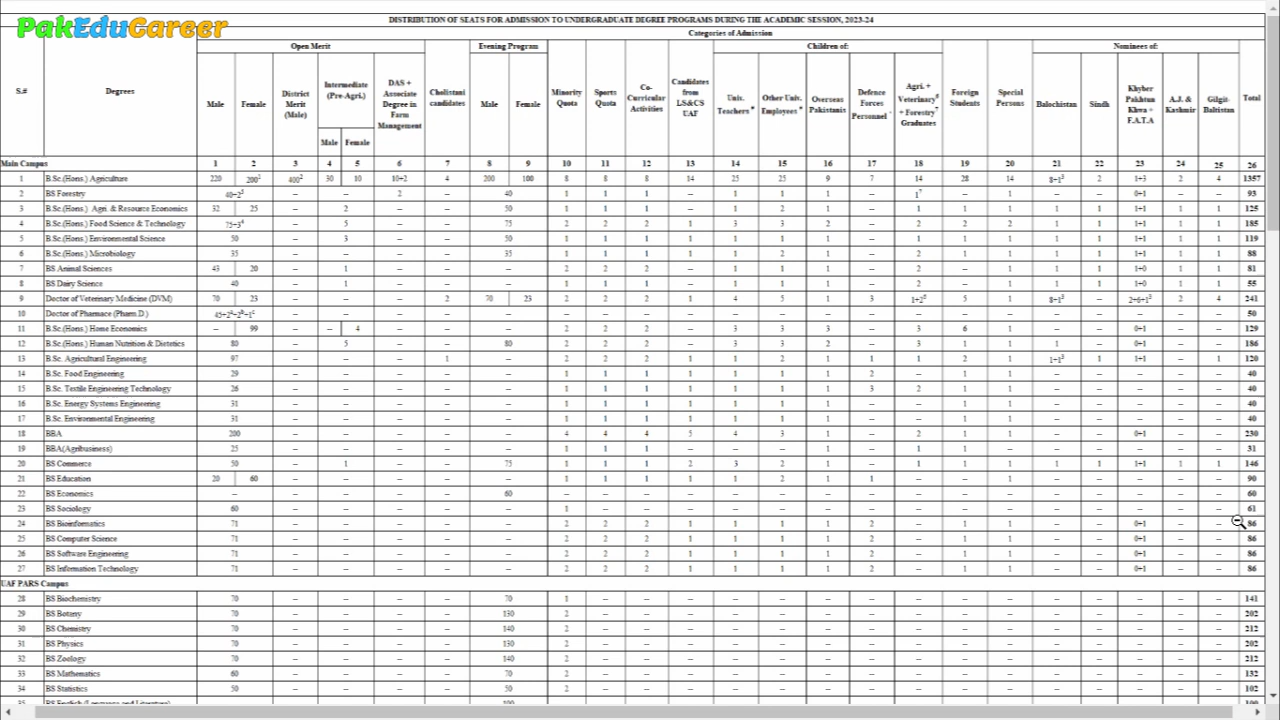 PakEduCareer
DISTRIBUTION OF SEATS FOR ADMISSION TO UNDERGRADUATE DEGREE PROGRAMS DURING THE ACADEMIC SESSION, 2023-24
Categories of Admission
S.# Degrees Open Merit Cholistani candidates Evening Program Minority Quota Sports Quota Co-Curricular Activities Candidates from LS&CS UAF Children of: Foreign Students Special Persons Nominees of: Total
Male Female District Merit (Male) Intermediate (Pre-Agri.) DAS + Associate Degree in Farm Management Male Female Univ. Teachers Other Univ. Employees Overseas Pakistanis Defence Forces Personnel Agri. + Veterinary + Forestry Graduates Balochistan Sindh Khyber Pakhtun Khwa + F.A.T.A A.J. & Kashmir Gilgit-Baltistan
Male Female
Main Campus 1 2 3 4 5 6 7 8 9 10 11 12 13 14 15 16 17 18 19 20 21 22 23 24 25 26
1 B.Sc.(Hons.) Agriculture 220 200¹ 400² 30 10 10+2 4 200 100 8 8 8 14 25 25 9 7 14 28 14 8+1³ 2 1+3 2 4 1357
2 BS Forestry – – – 2 – 40 1 1 1 – 1 1 1 – 1⁷ – 1 – – 0+1 – – 93
3 B.Sc.(Hons.) Agri. & Resource Economics 32 25 – 2 – – 50 1 1 1 – 1 2 1 – 1 1 1 1 1 1+1 1 1 125
4 B.Sc.(Hons.) Food Science & Technology 75+3⁴ – 5 – – 75 2 2 2 1 3 3 2 – 2 2 2 1 1 1+1 1 1 185
5 B.Sc.(Hons.) Environmental Science 50 – 3 – – 50 1 1 1 1 1 1 1 – 1 1 1 1 1 1+1 1 1 119
6 B.Sc.(Hons.) Microbiology 35 – – – – 35 1 1 1 1 1 2 1 – 2 1 1 1 1 1+1 1 1 88
7 BS Animal Sciences 43 20 – 1 – – – 2 2 2 – 1 1 1 – 2 – 1 1 1 1+0 1 1 81
8 BS Dairy Science 40 – 1 – – – 1 1 1 – 1 1 1 – – – 1 1 1 1+0 1 1 55
9 Doctor of Veterinary Medicine (DVM) 70 23 – – – – 2 70 23 2 2 2 1 4 5 1 3 5 1 8+1³ – 2+6+1³ 2 4 241
10 Doctor of Pharmace (Pharm.D.) – – – – – – – – – – – – – – – – – – – – – – 50
11 B.Sc.(Hons.) Home Economics – 99 – – 4 – – – 2 2 2 – 3 3 3 – 3 6 1 – – 0+1 – – 129
12 B.Sc.(Hons.) Human Nutrition & Dietetics 80 – 5 – – 80 2 2 2 – 3 3 2 – 3 1 1 1 – 0+1 – – 186
13 B.Sc. Agricultural Engineering 97 – – – 1 – 2 2 2 1 1 2 1 1 1 2 1 1+1³ 1 1+1 – 1 120
14 B.Sc. Food Engineering 29 – – – – – 1 1 1 1 1 1 1 2 – 1 1 – – – – – 40
15 B.Sc. Textile Engineering Technology 26 – – – – – 1 1 1 1 1 1 1 3 2 1 1 – – – – – 40
16 B.Sc. Energy Systems Engineering 31 – – – – – 1 1 1 1 1 1 1 – – 1 1 – – – – – 40
17 B.Sc. Environmental Engineering 31 – – – – – 1 1 1 1 1 1 1 – – 1 1 – – – – – 40
18 BBA 200 – – – – – 4 4 4 5 4 3 1 – 2 1 1 – – 0+1 – – 230
19 BBA(Agribusiness) 25 – – – – – 1 1 1 – – – – – 1 1 1 – – – – – 31
20 BS Commerce 50 – 1 – – 75 1 1 1 2 3 2 1 – 1 1 1 1 1 1+1 1 1 146
21 BS Education 20 60 – – – – – 1 1 1 1 1 2 1 1 – – 1 – – – – – 90
22 BS Economics – – – – – 60 – – – – – – – – – – – – – – – – 60
23 BS Sociology 60 – – – – – 1 – – – – – – – – – – – – – – – 61
24 BS Bioinformatics 71 – – – – – 2 2 2 1 1 1 1 2 – 1 1 – – 0+1 – – 86
25 BS Computer Science 71 – – – – – 2 2 2 1 1 1 1 2 – 1 1 – – 0+1 – – 86
26 BS Software Engineering 71 – – – – – 2 2 2 1 1 1 1 2 – 1 1 – – 0+1 – – 86
27 BS Information Technology 71 – – – – – 2 2 2 1 1 1 1 2 – 1 1 – – 0+1 – – 86
UAF PARS Campus
28 BS Biochemistry 70 – – – – 70 1 – – – – – – – – – – – – – – – 141
29 BS Botany 70 – – – – 130 2 – – – – – – – – – – – – – – – 202
30 BS Chemistry 70 – – – – 140 2 – – – – – – – – – – – – – – – 212
31 BS Physics 70 – – – – 130 2 – – – – – – – – – – – – – – – 202
32 BS Zoology 70 – – – – 140 2 – – – – – – – – – – – – – – – 212
33 BS Mathematics 60 – – – – 70 2 – – – – – – – – – – – – – – – 132
34 BS Statistics 50 – – – – 50 2 – – – – – – – – – – – – – – – 102